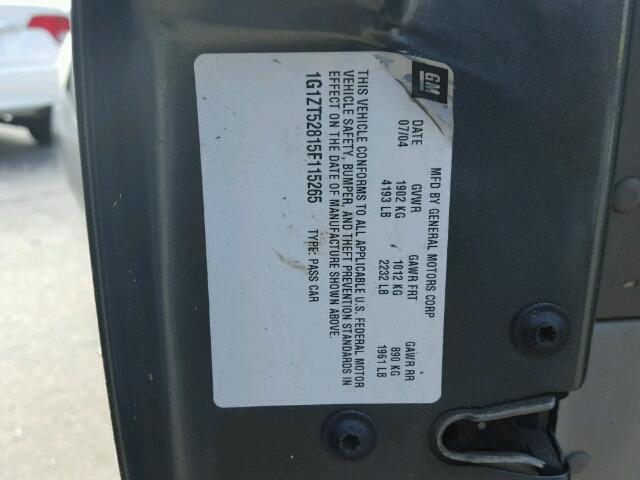 GM
MFD BY GENERAL MOTORS CORP
DATE GVWR GAWR FRT GAWR RR
07/04 1902 KG 1012 KG 890 KG
4193 LB 2232 LB 1961 LB
THIS VEHICLE CONFORMS TO ALL APPLICABLE U.S. FEDERAL MOTOR
VEHICLE SAFETY, BUMPER, AND THEFT PREVENTION STANDARDS IN
EFFECT ON THE DATE OF MANUFACTURE SHOWN ABOVE.
1G1ZT52815F115265 TYPE: PASS CAR